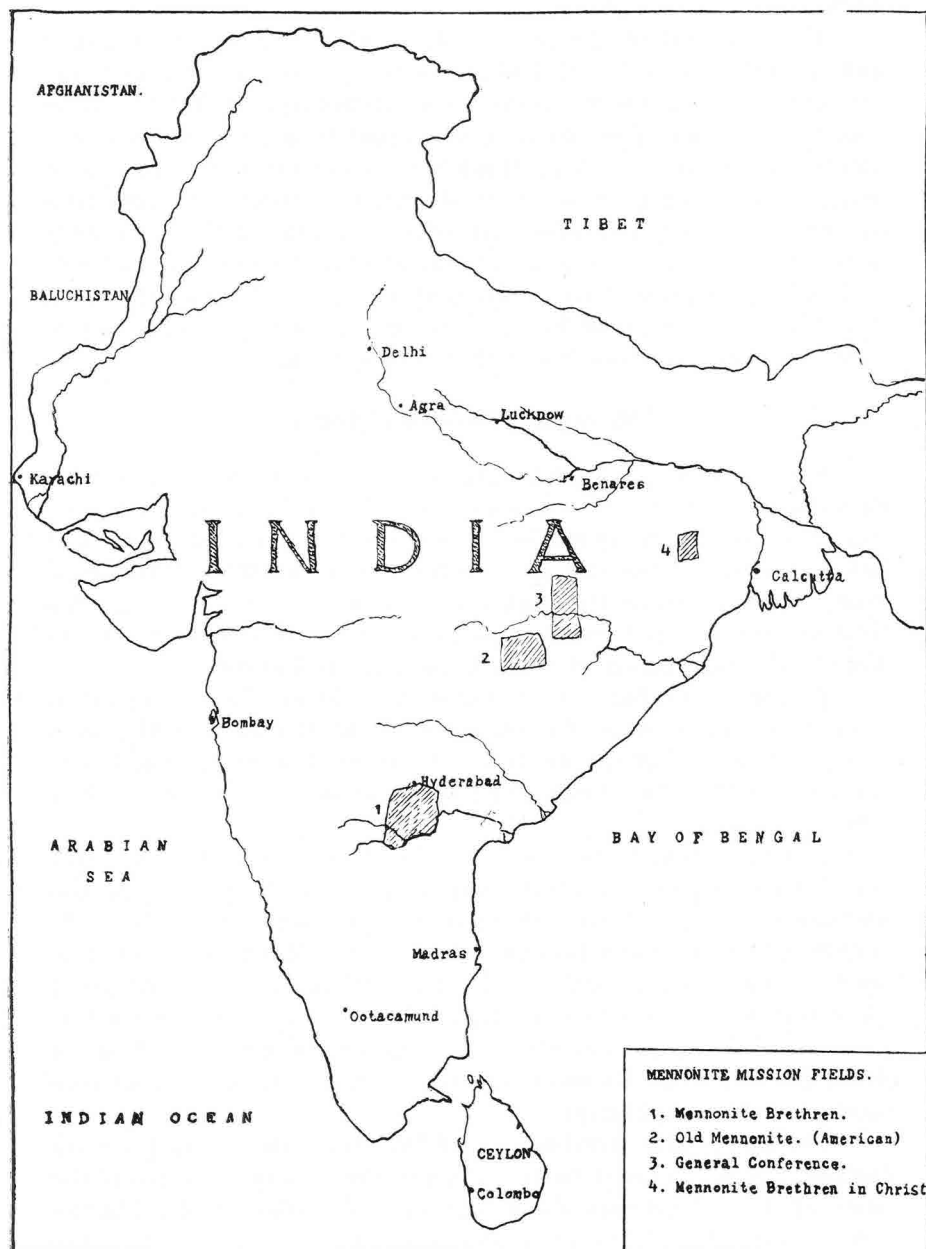 AFGHANISTAN.
TIBET
BALUCHISTAN
Delhi
Agra
Lucknow
Karachi
Benares
INDIA
4
Calcutta
3
2
Bombay
Hyderabad
1
ARABIAN
SEA
BAY OF BENGAL
Madras
Ootacamund
INDIAN OCEAN
CEYLON
Colombo
MENNONITE MISSION FIELDS.
1. Mennonite Brethren.
2. Old Mennonite. (American)
3. General Conference.
4. Mennonite Brethren in Christ